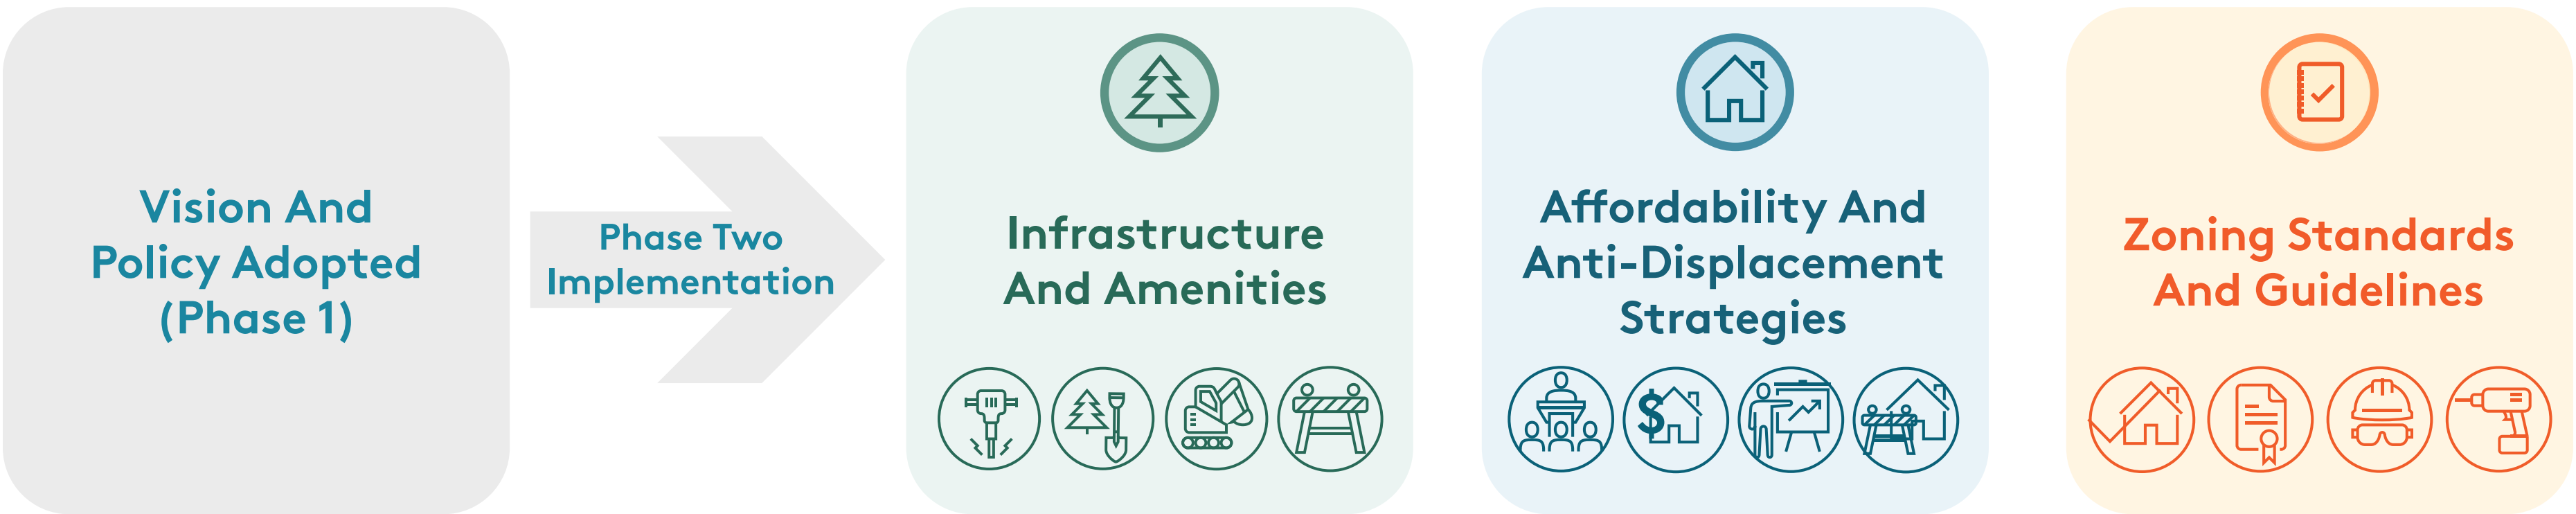 Vision And
Policy Adopted
(Phase 1)
Phase Two
Implementation
Infrastructure
And Amenities
Affordability And
Anti-Displacement
Strategies
$
Zoning Standards
And Guidelines